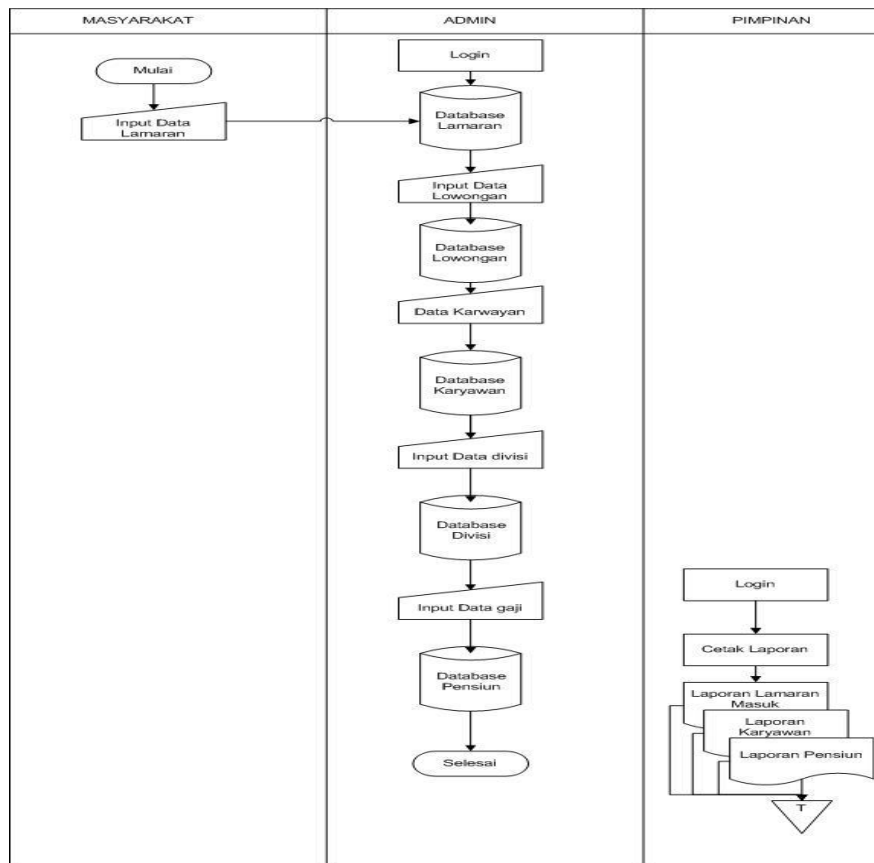 MASYARAKAT
ADMIN
PIMPINAN
Mulai
Input Data
Lamaran
Login
Database
Lamaran
Input Data
Lowongan
Database
Lowongan
Data Karwayan
Database
Karyawan
Input Data divisi
Database
Divisi
Input Data gaji
Database
Pensiun
Selesai
Login
Cetak Laporan
Laporan Lamaran
Masuk
Laporan
Karyawan
Laporan Pensiun
T